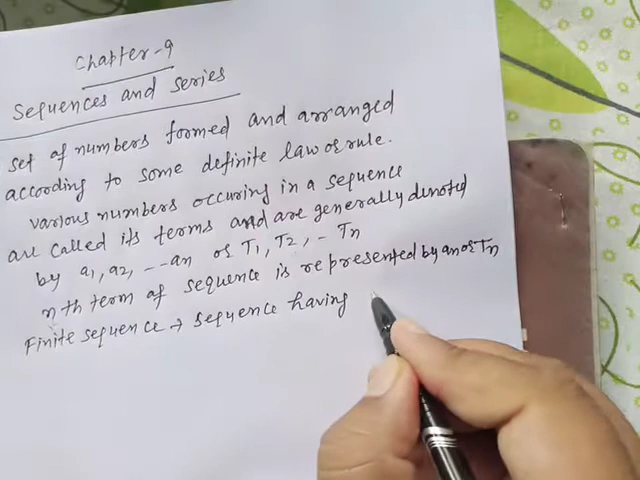 Chapter-9
Sequences and series
set of numbers formed and arranged
according to some definite law or rule.
various numbers occuring in a sequence
are called its terms and are generally denoted
by a1, a2, --- an or T1, T2, - Tn
nth term of sequence is represented by an or Tn
Finite sequence → sequence having